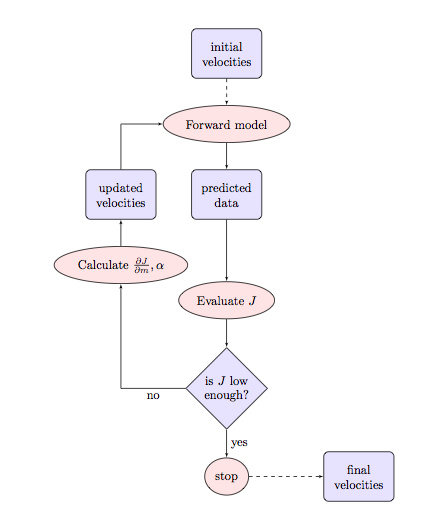 initial
velocities
Forward model
updated
velocities
predicted
data
Calculate ∂J/∂m, α
Evaluate J
is J low
enough?
no
yes
stop
final
velocities